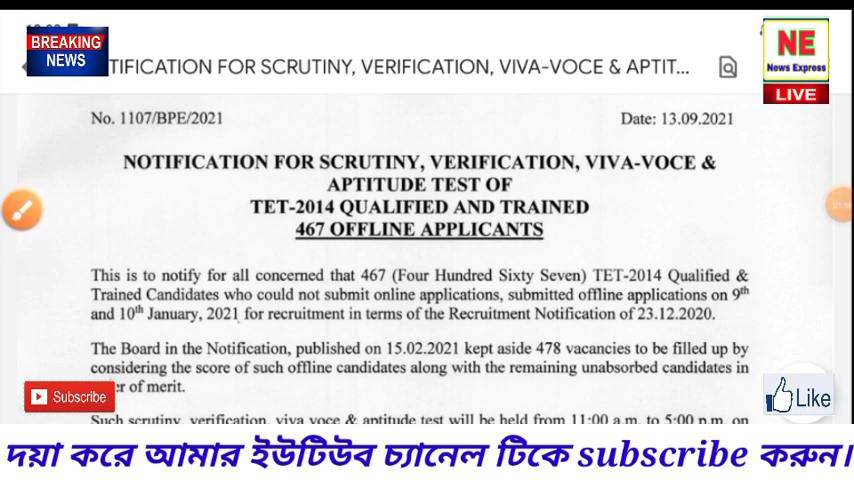 BREAKING
NEWS
TIFICATION FOR SCRUTINY, VERIFICATION, VIVA-VOCE & APTIT...
NE
News Express
LIVE
No. 1107/BPE/2021
Date: 13.09.2021
NOTIFICATION FOR SCRUTINY, VERIFICATION, VIVA-VOCE &
APTITUDE TEST OF
TET-2014 QUALIFIED AND TRAINED
467 OFFLINE APPLICANTS
This is to notify for all concerned that 467 (Four Hundred Sixty Seven) TET-2014 Qualified &
Trained Candidates who could not submit online applications, submitted offline applications on 9th
and 10th January, 2021 for recruitment in terms of the Recruitment Notification of 23.12.2020.
The Board in the Notification, published on 15.02.2021 kept aside 478 vacancies to be filled up by
considering the score of such offline candidates along with the remaining unabsorbed candidates in
of merit.
Subscribe
Like
Such scrutiny, verification, viva voce & aptitude test will be held from 11:00 a.m. to 5:00 p.m. on
দয়া করে আমার ইউটিউব চ্যানেল টিকে subscribe করুন।